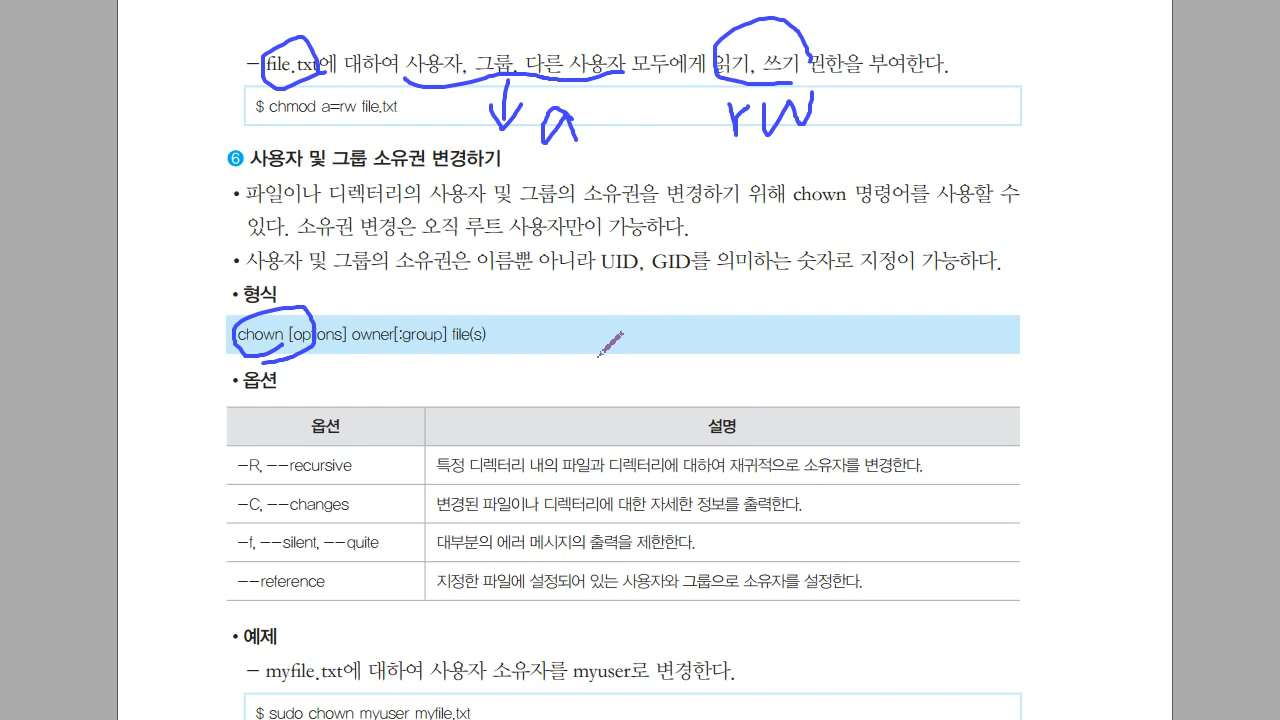 – file.txt에 대하여 사용자, 그룹, 다른 사용자 모두에게 읽기, 쓰기 권한을 부여한다.
$ chmod a=rw file.txt
a rw
❻ 사용자 및 그룹 소유권 변경하기
• 파일이나 디렉터리의 사용자 및 그룹의 소유권을 변경하기 위해 chown 명령어를 사용할 수
있다. 소유권 변경은 오직 루트 사용자만이 가능하다.
• 사용자 및 그룹의 소유권은 이름뿐 아니라 UID, GID를 의미하는 숫자로 지정이 가능하다.
• 형식
chown [options] owner[:group] file(s)
• 옵션
옵션 설명
–R, ––recursive 특정 디렉터리 내의 파일과 디렉터리에 대하여 재귀적으로 소유자를 변경한다.
–C, ––changes 변경된 파일이나 디렉터리에 대한 자세한 정보를 출력한다.
–f, ––silent, ––quite 대부분의 에러 메시지의 출력을 제한한다.
––reference 지정한 파일에 설정되어 있는 사용자와 그룹으로 소유자를 설정한다.
• 예제
– myfile.txt에 대하여 사용자 소유자를 myuser로 변경한다.
$ sudo chown myuser myfile.txt